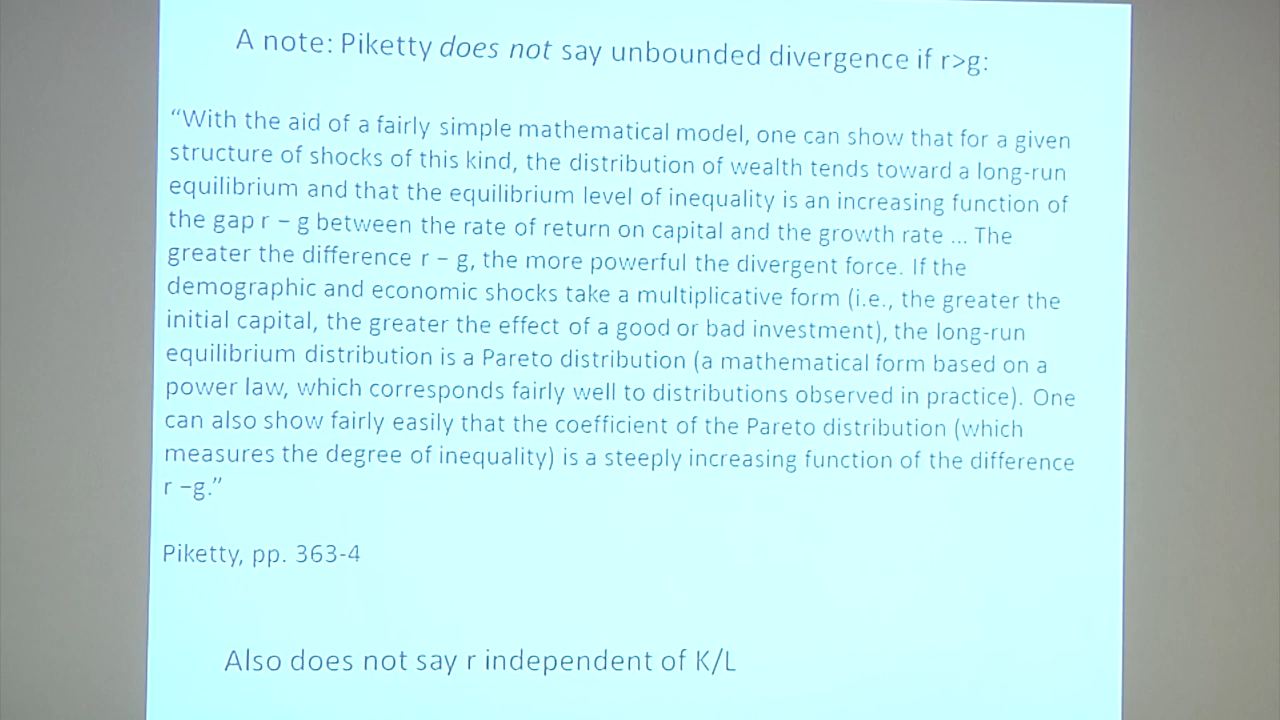 A note: Piketty does not say unbounded divergence if r>g:
“With the aid of a fairly simple mathematical model, one can show that for a given
structure of shocks of this kind, the distribution of wealth tends toward a long-run
equilibrium and that the equilibrium level of inequality is an increasing function of
the gap r – g between the rate of return on capital and the growth rate ... The
greater the difference r – g, the more powerful the divergent force. If the
demographic and economic shocks take a multiplicative form (i.e., the greater the
initial capital, the greater the effect of a good or bad investment), the long-run
equilibrium distribution is a Pareto distribution (a mathematical form based on a
power law, which corresponds fairly well to distributions observed in practice). One
can also show fairly easily that the coefficient of the Pareto distribution (which
measures the degree of inequality) is a steeply increasing function of the difference
r –g.”
Piketty, pp. 363-4
Also does not say r independent of K/L